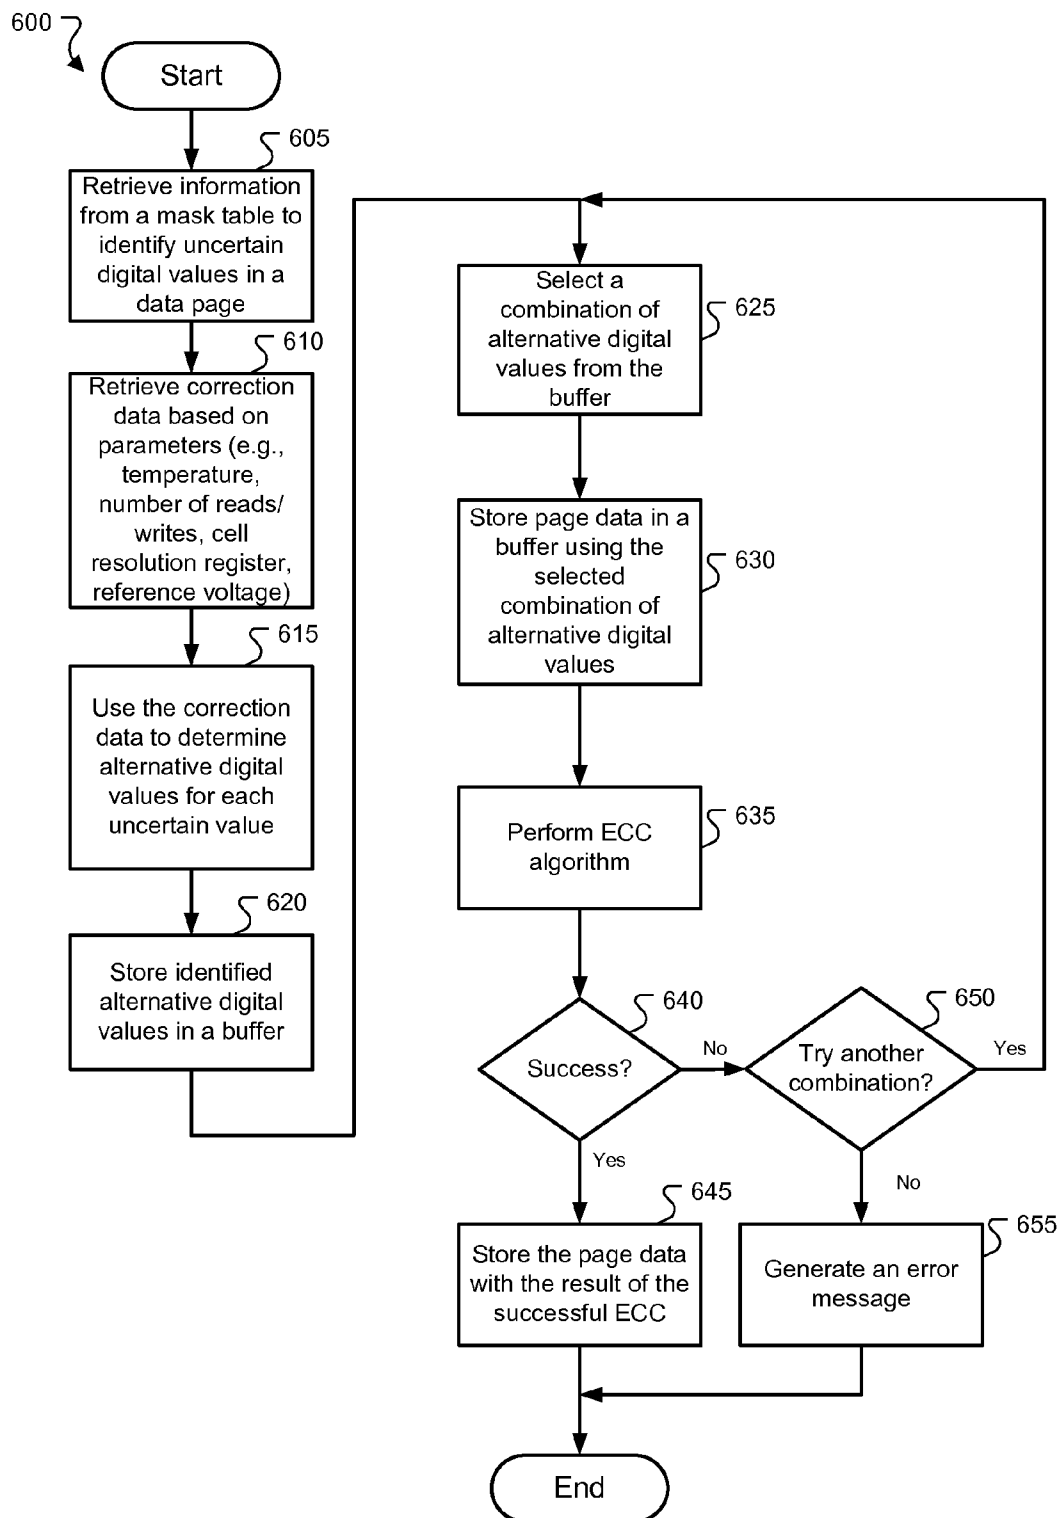 600
Start
605
Retrieve information
from a mask table to
identify uncertain
digital values in a
data page
610
Retrieve correction
data based on
parameters (e.g.,
temperature,
number of reads/
writes, cell
resolution register,
reference voltage)
615
Use the correction
data to determine
alternative digital
values for each
uncertain value
620
Store identified
alternative digital
values in a buffer
625
Select a
combination of
alternative digital
values from the
buffer
630
Store page data in a
buffer using the
selected
combination of
alternative digital
values
635
Perform ECC
algorithm
640
Success?
No
Yes
650
Try another
combination?
Yes
No
645
Store the page data
with the result of the
successful ECC
655
Generate an error
message
End